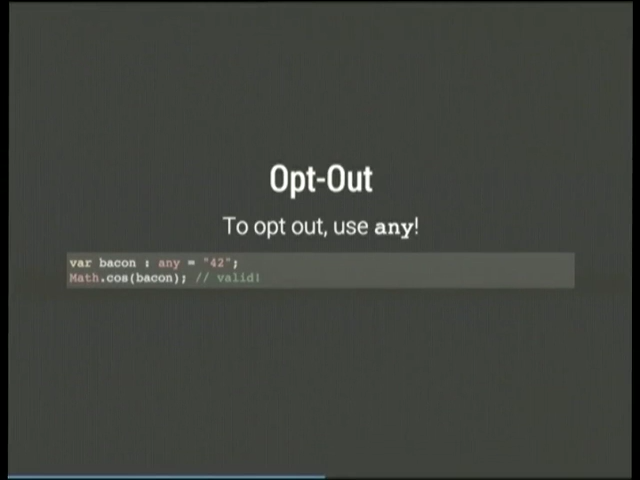 Opt-Out
To opt out, use any!
var bacon : any = "42";
Math.cos(bacon); // valid!